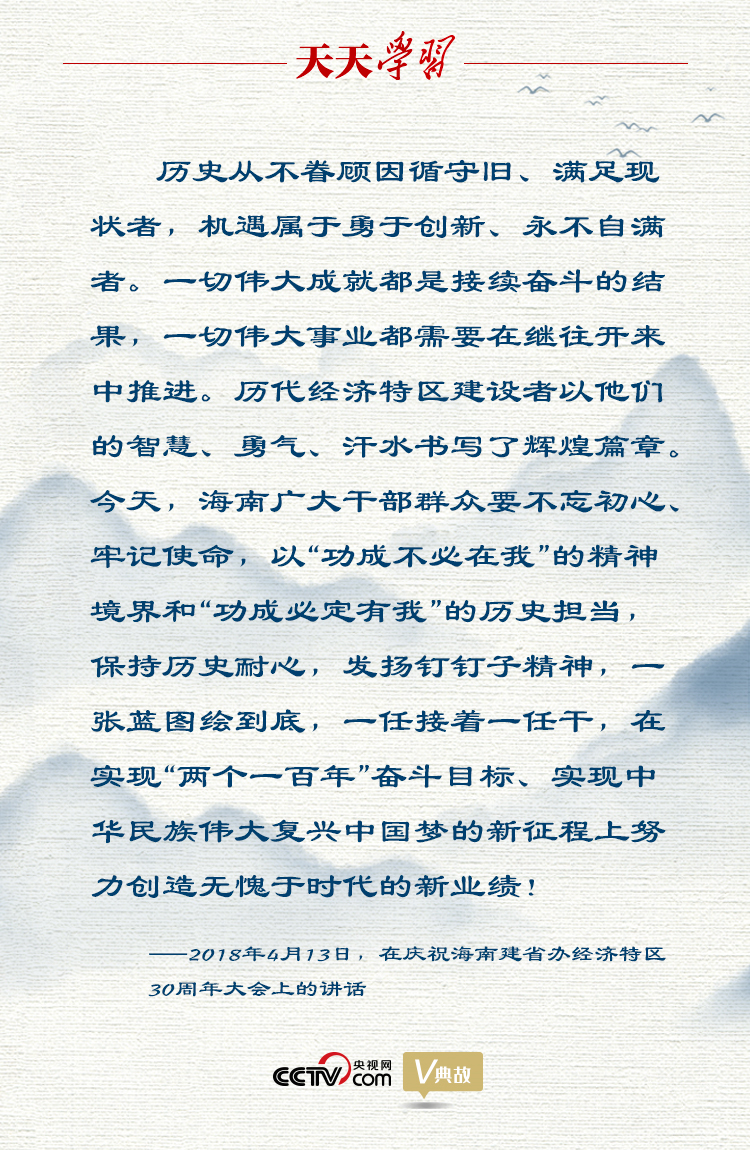 天天學習
历史从不眷顾因循守旧、满足现
状者，机遇属于勇于创新、永不自满
者。一切伟大成就都是接续奋斗的结
果，一切伟大事业都需要在继往开来
中推进。历代经济特区建设者以他们
的智慧、勇气、汗水书写了辉煌篇章。
今天，海南广大干部群众要不忘初心、
牢记使命，以“功成不必在我”的精神
境界和“功成必定有我”的历史担当，
保持历史耐心，发扬钉钉子精神，一
张蓝图绘到底，一任接着一任干，在
实现“两个一百年”奋斗目标、实现中
华民族伟大复兴中国梦的新征程上努
力创造无愧于时代的新业绩！
——2018年4月13日，在庆祝海南建省办经济特区
30周年大会上的讲话
CCTV 央视网 com V典故